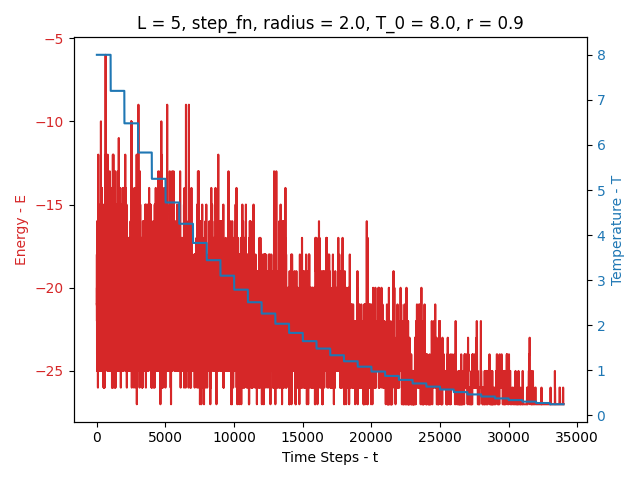 L = 5, step_fn, radius = 2.0, T_0 = 8.0, r = 0.9
−5
−10
−15
−20
−25
Energy - E
8
7
6
5
4
3
2
1
0
Temperature - T
0 5000 10000 15000 20000 25000 30000 35000
Time Steps - t